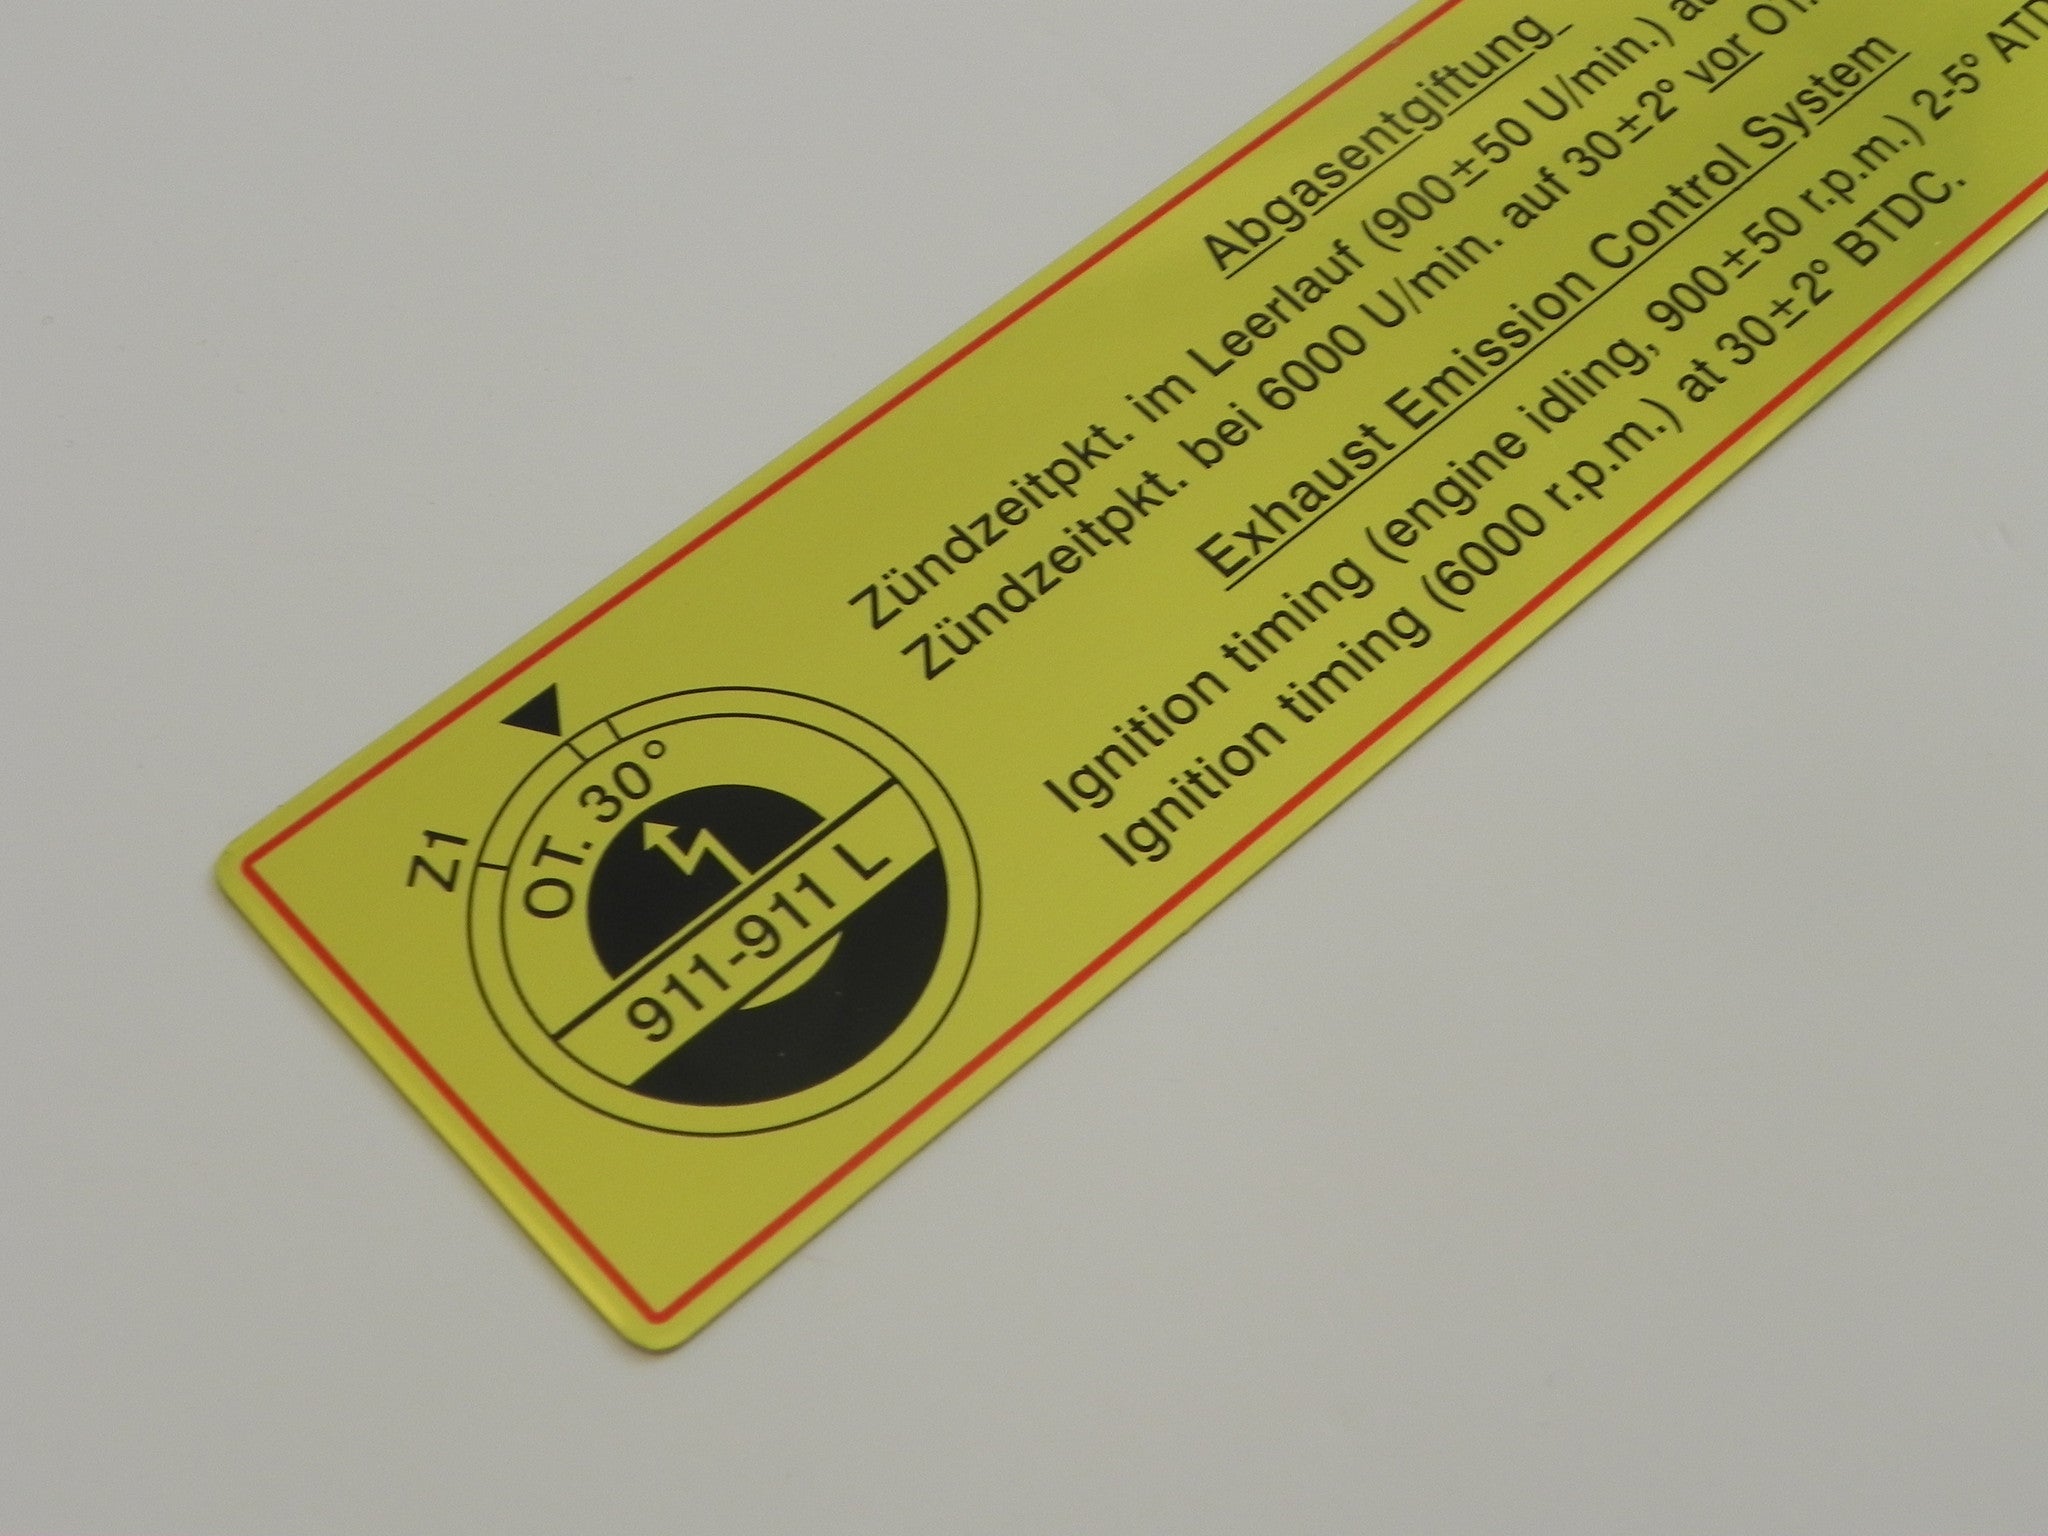 Z1
OT. 30°
911-911 L
Abgasentgiftung
Zündzeitpkt. im Leerlauf (900±50 U/min.)
Zündzeitpkt. bei 6000 U/min. auf 30±2° vor OT.
Exhaust Emission Control System
Ignition timing (engine idling, 900±50 r.p.m.) 2-5°
Ignition timing (6000 r.p.m.) at 30±2° BTDC.